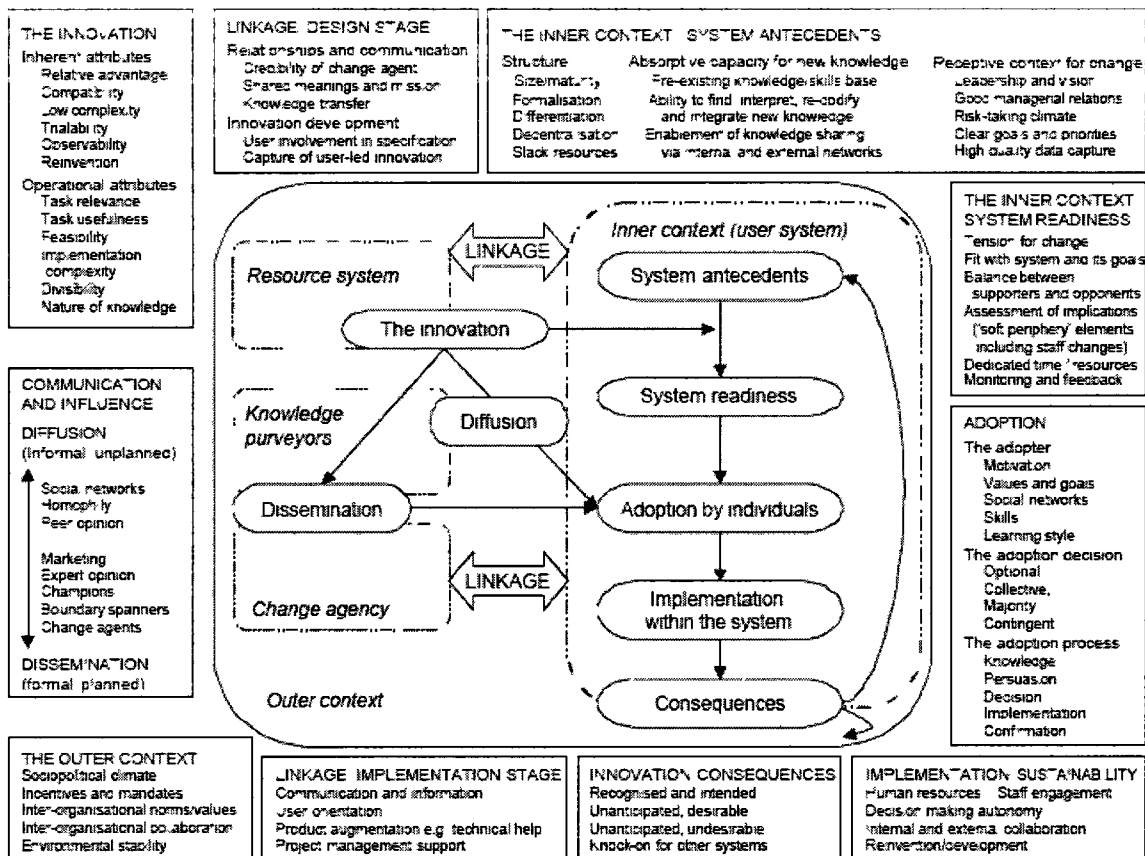 THE INNOVATION
Inherent attributes
Relative advantage
Compatibility
Low complexity
Trialability
Observability
Reinvention
Operational attributes
Task relevance
Task usefulness
Feasibility
Implementation
complexity
Divisibility
Nature of knowledge
LINKAGE DESIGN STAGE
Relationships and communication
Credibility of change agent
Shared meanings and mission
Knowledge transfer
Innovation development
User involvement in specification
Capture of user-led innovation
THE INNER CONTEXT SYSTEM ANTECEDENTS
Structure
Size/maturity
Formalisation
Differentiation
Decentralisation
Slack resources
Absorptive capacity for new knowledge
Pre-existing knowledge/skills base
Ability to find, interpret, re-codify
and integrate new knowledge
Enablement of knowledge sharing
via internal and external networks
Receptive context for change
Leadership and vision
Good managerial relations
Risk-taking climate
Clear goals and priorities
High quality data capture
COMMUNICATION
AND INFLUENCE
DIFFUSION
(informal unplanned)
Social networks
Homophily
Peer opinion
Marketing
Expert opinion
Champions
Boundary spanners
Change agents
DISSEMINATION
(formal planned)
Resource system
LINKAGE
Inner context (user system)
System antecedents
The innovation
System readiness
Knowledge
purveyors
Diffusion
Dissemination
Adoption by individuals
LINKAGE
Change agency
Implementation
within the system
Outer context
Consequences
THE INNER CONTEXT
SYSTEM READINESS
Tension for change
Fit with system and its goals
Balance between
supporters and opponents
Assessment of implications
('soft periphery' elements
including staff changes)
Dedicated time / resources
Monitoring and feedback
ADOPTION
The adopter
Motivation
Values and goals
Social networks
Skills
Learning style
The adoption decision
Optional
Collective,
Majority
Contingent
The adoption process
Knowledge
Persuasion
Decision
Implementation
Confirmation
THE OUTER CONTEXT
Sociopolitical climate
Incentives and mandates
Inter-organisational norms/values
Inter-organisational collaboration
Environmental stability
LINKAGE IMPLEMENTATION STAGE
Communication and information
User orientation
Product augmentation e.g. technical help
Project management support
INNOVATION CONSEQUENCES
Recognised and intended
Unanticipated, desirable
Unanticipated, undesirable
Knock-on for other systems
IMPLEMENTATION SUSTAINABILITY
Human resources Staff engagement
Decision making autonomy
Internal and external collaboration
Reinvention/development